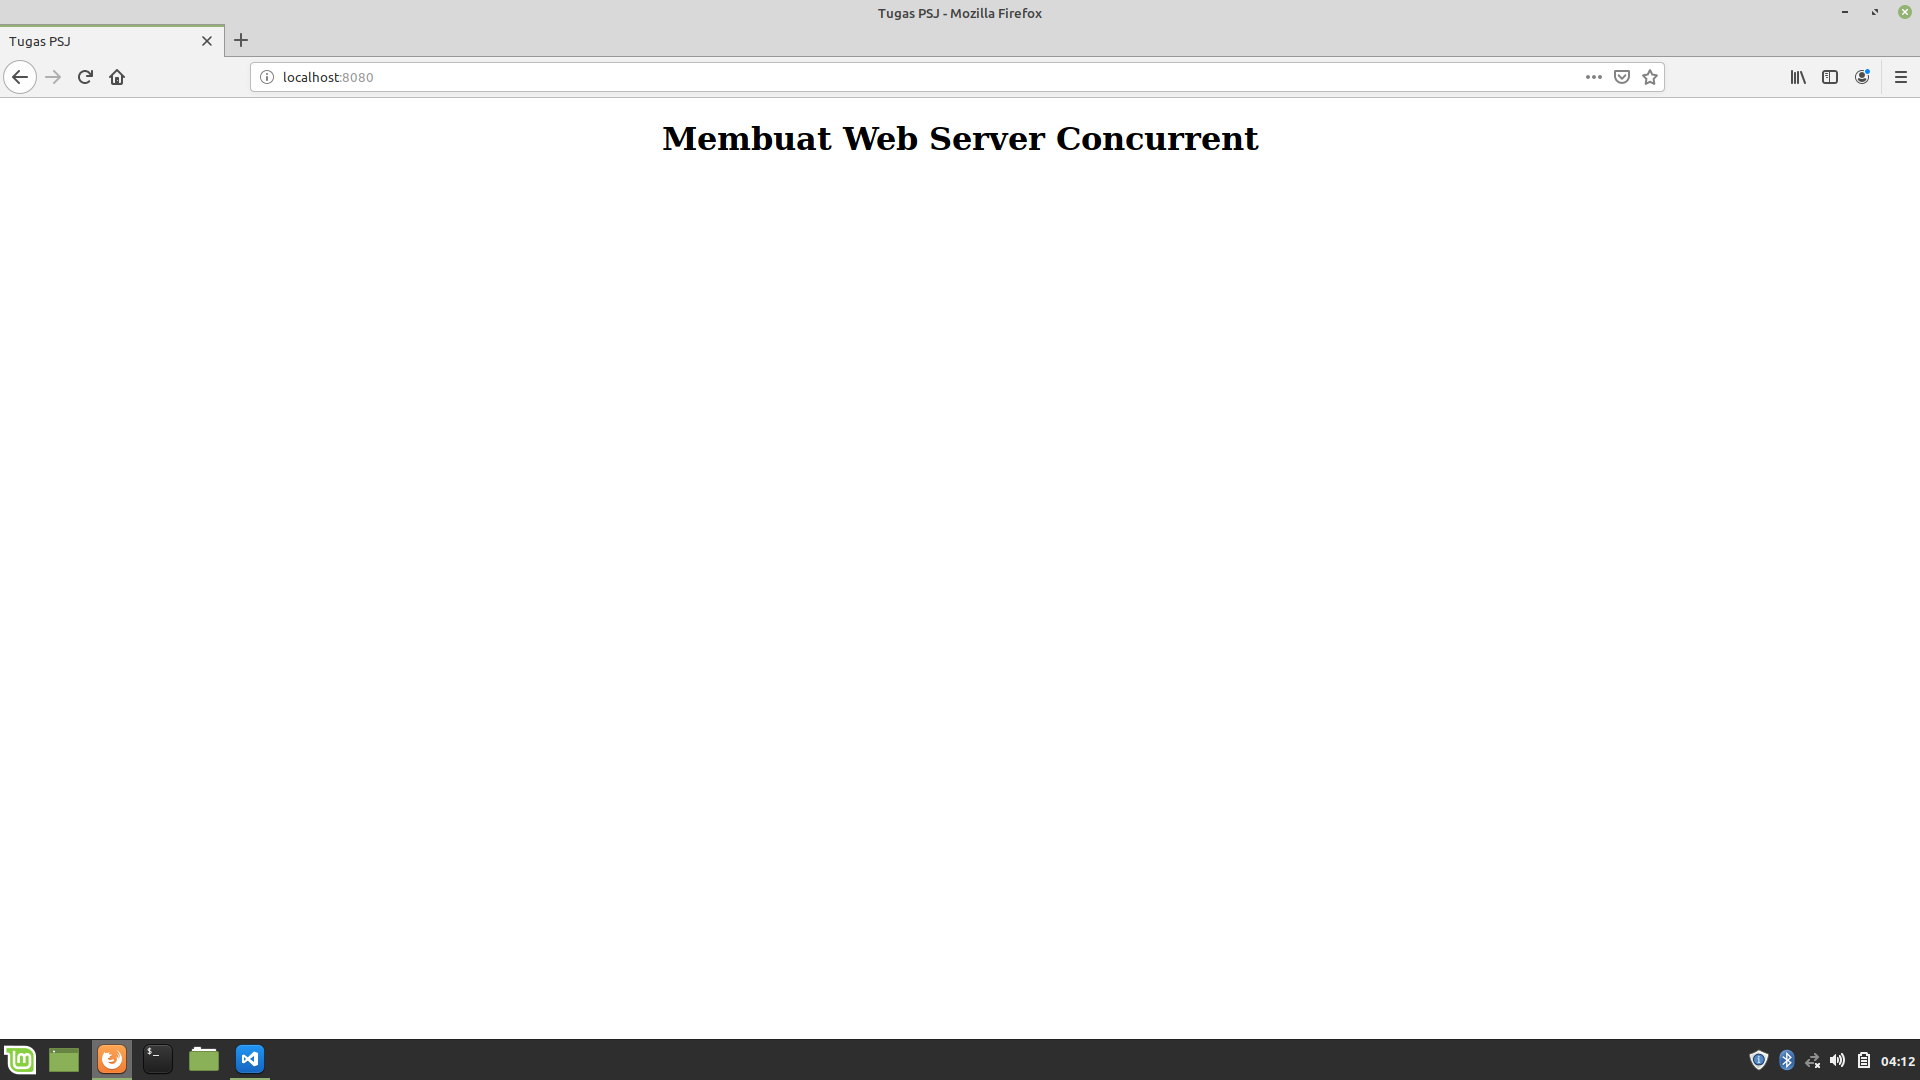 Tugas PSJ - Mozilla Firefox
Tugas PSJ
localhost:8080
Membuat Web Server Concurrent
04:12